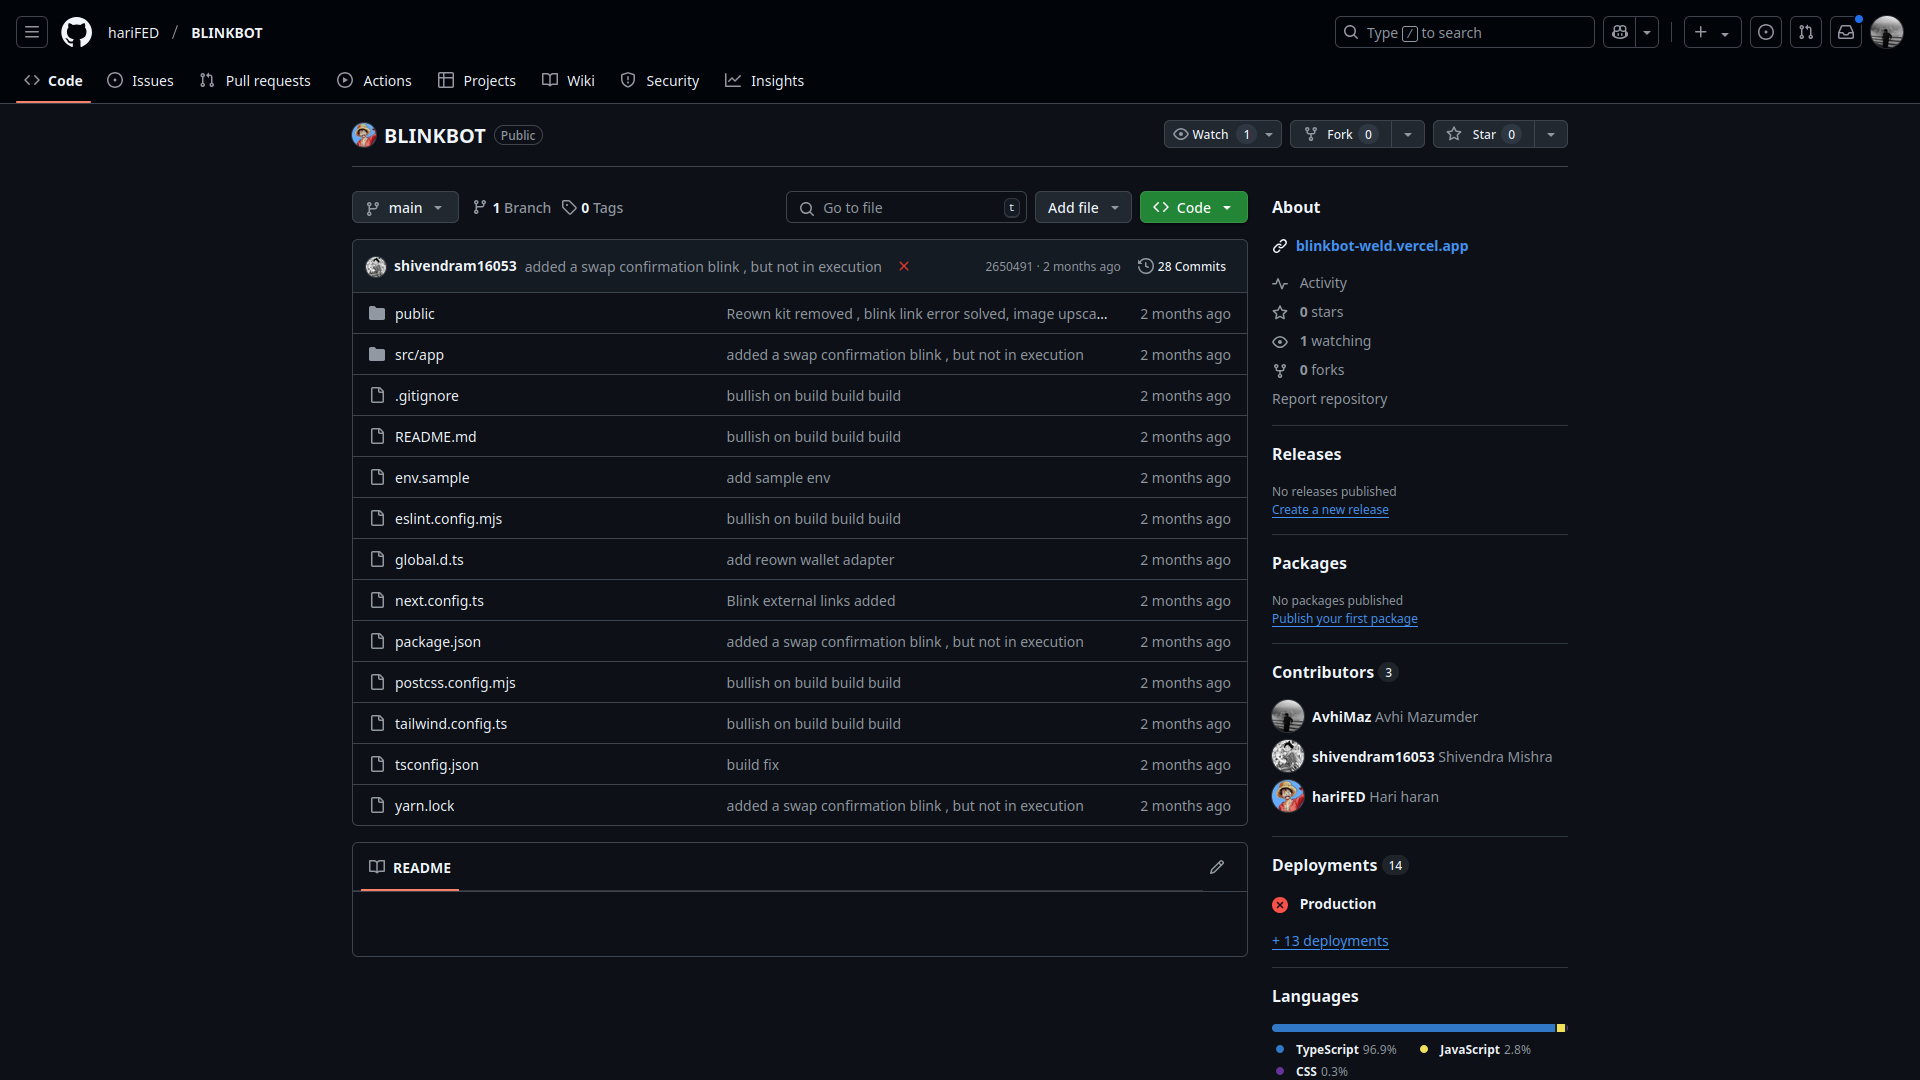 hariFED / BLINKBOT
Type / to search
Code Issues Pull requests Actions Projects Wiki Security Insights
BLINKBOT Public
Watch 1 Fork 0 Star 0
main 1 Branch 0 Tags Go to file t Add file Code
shivendram16053 added a swap confirmation blink , but not in execution 2650491 · 2 months ago 28 Commits
public Reown kit removed , blink link error solved, image upsca... 2 months ago
src/app added a swap confirmation blink , but not in execution 2 months ago
.gitignore bullish on build build build 2 months ago
README.md bullish on build build build 2 months ago
env.sample add sample env 2 months ago
eslint.config.mjs bullish on build build build 2 months ago
global.d.ts add reown wallet adapter 2 months ago
next.config.ts Blink external links added 2 months ago
package.json added a swap confirmation blink , but not in execution 2 months ago
postcss.config.mjs bullish on build build build 2 months ago
tailwind.config.ts bullish on build build build 2 months ago
tsconfig.json build fix 2 months ago
yarn.lock added a swap confirmation blink , but not in execution 2 months ago
README
About
blinkbot-weld.vercel.app
Activity
0 stars
1 watching
0 forks
Report repository
Releases
No releases published
Create a new release
Packages
No packages published
Publish your first package
Contributors 3
AvhiMaz Avhi Mazumder
shivendram16053 Shivendra Mishra
hariFED Hari haran
Deployments 14
Production
+ 13 deployments
Languages
TypeScript 96.9% JavaScript 2.8%
CSS 0.3%